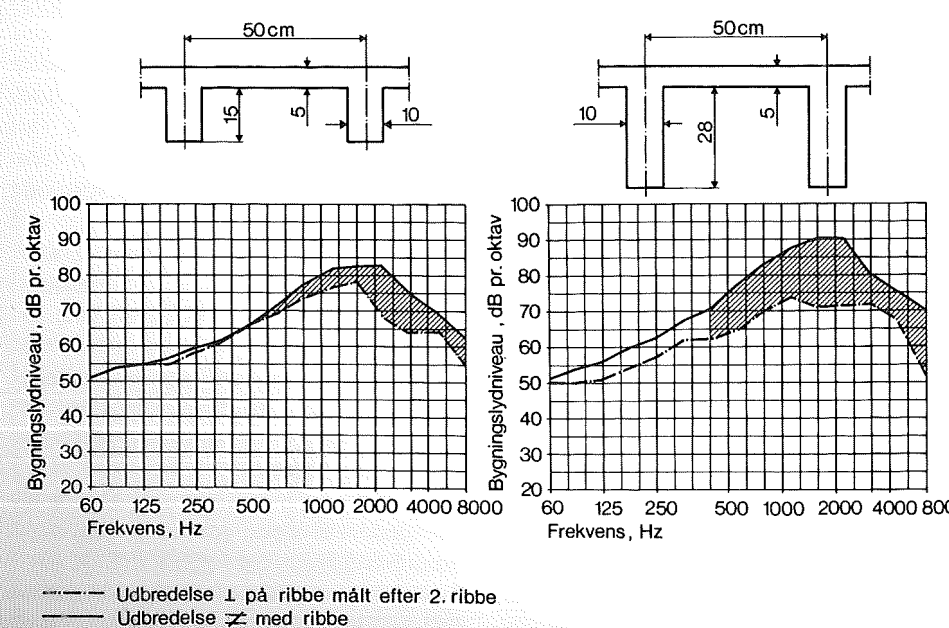 50cm
15
5
10
50cm
10
28
5
Bygningslydniveau, dB pr. oktav
100
90
80
70
60
50
40
30
20
60 125 250 500 1000 2000 4000 8000
Frekvens, Hz
Bygningslydniveau, dB pr. oktav
100
90
80
70
60
50
40
30
20
60 125 250 500 1000 2000 4000 800
Frekvens, Hz
Udbredelse ⊥ på ribbe målt efter 2. ribbe
Udbredelse ≠ med ribbe